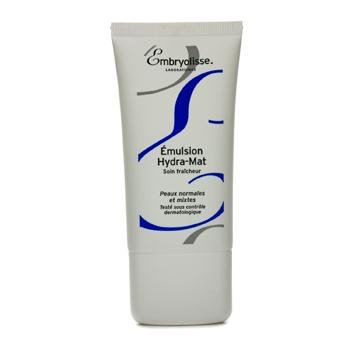 Embryolisse.
LABORATOIRES
Émulsion
Hydra-Mat
Soin fraîcheur
Peaux normales
et mixtes
Testé sous contrôle
dermatologique